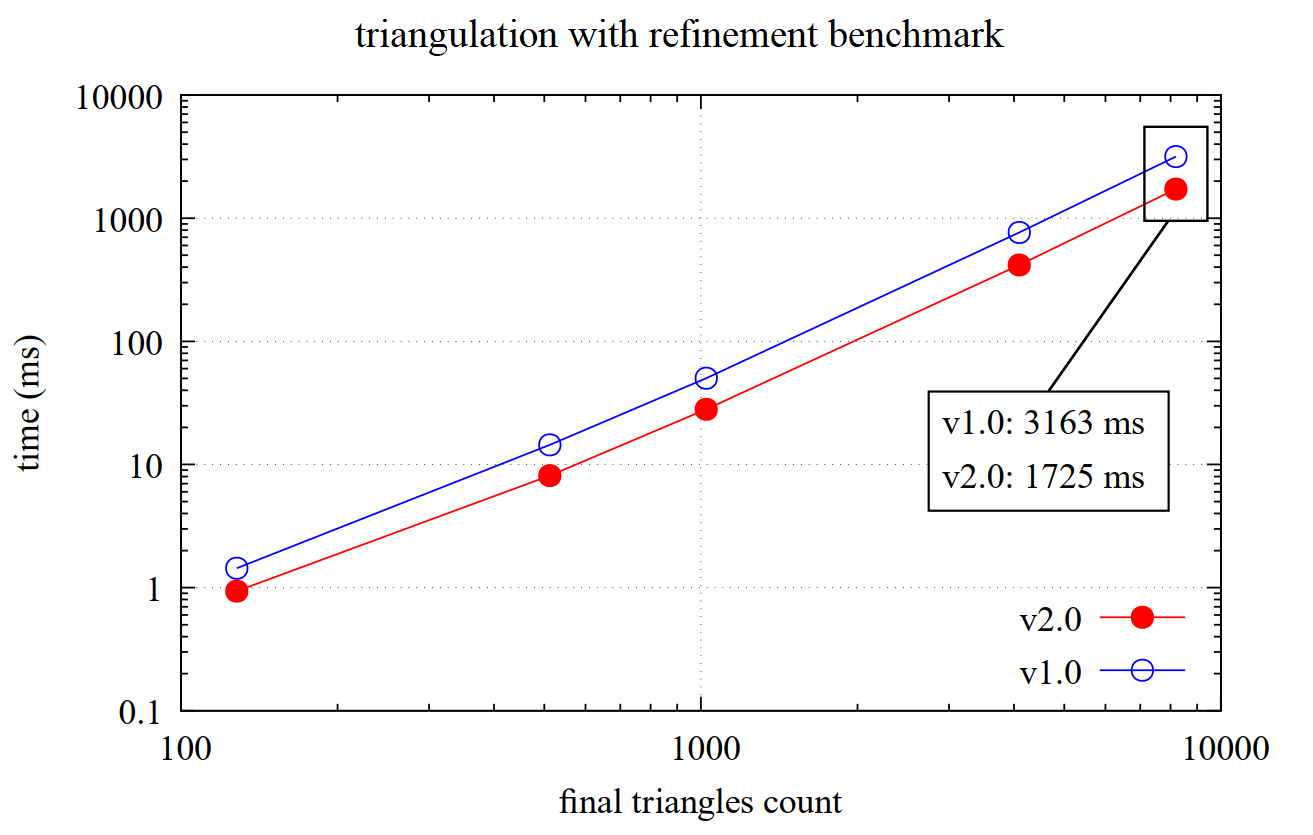 triangulation with refinement benchmark
10000
1000
100
10
1
0.1
time (ms)
v1.0: 3163 ms
v2.0: 1725 ms
v2.0
v1.0
100 1000 10000
final triangles count